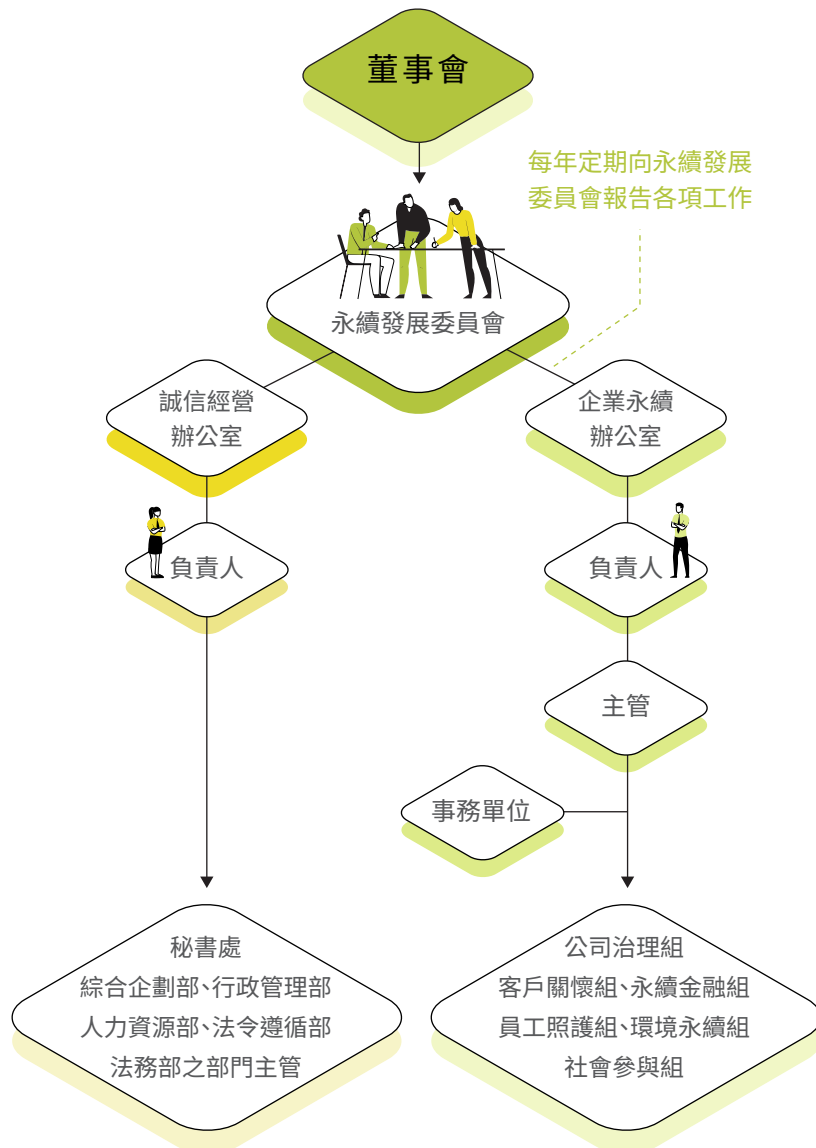 董事會
每年定期向永續發展
委員會報告各項工作
永續發展委員會
誠信經營
辦公室
企業永續
辦公室
負責人
負責人
主管
事務單位
秘書處
綜合企劃部、行政管理部
人力資源部、法令遵循部
法務部之部門主管
公司治理組
客戶關懷組、永續金融組
員工照護組、環境永續組
社會參與組